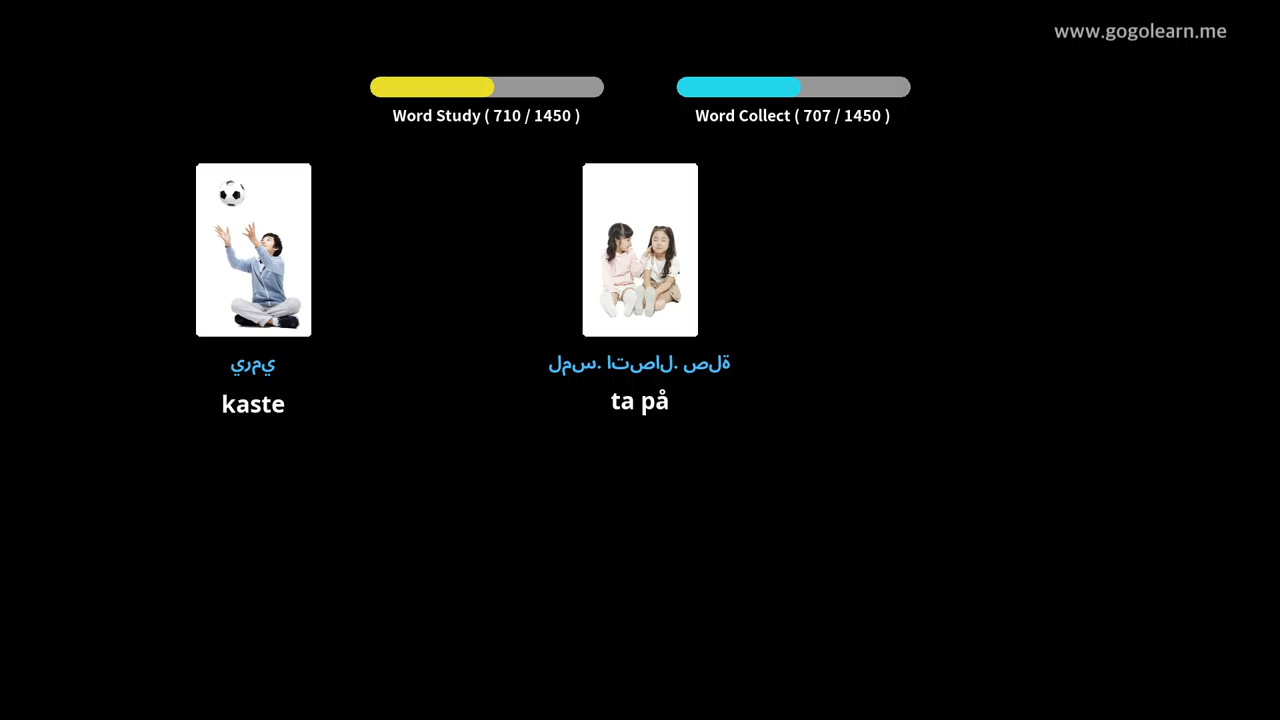 www.gogolearn.me
Word Study ( 710 / 1450 )
Word Collect ( 707 / 1450 )
يرمي
kaste
لمس. اتصال. صلة
ta på